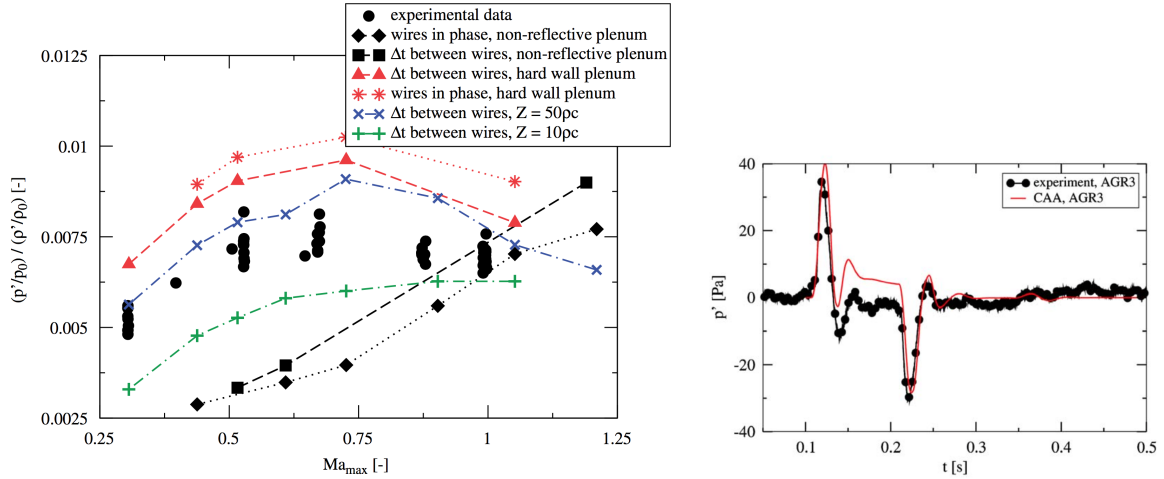 experimental data
wires in phase, non-reflective plenum
Δt between wires, non-reflective plenum
Δt between wires, hard wall plenum
wires in phase, hard wall plenum
Δt between wires, Z = 50ρc
Δt between wires, Z = 10ρc
0.0125
0.01
0.0075
0.005
0.0025
(p'/p₀) / (ρ'/ρ₀) [-]
0.25
0.5
0.75
1
1.25
Ma_max [-]
experiment, AGR3
CAA, AGR3
40
20
0
-20
-40
p' [Pa]
0.1
0.2
0.3
0.4
0.5
t [s]